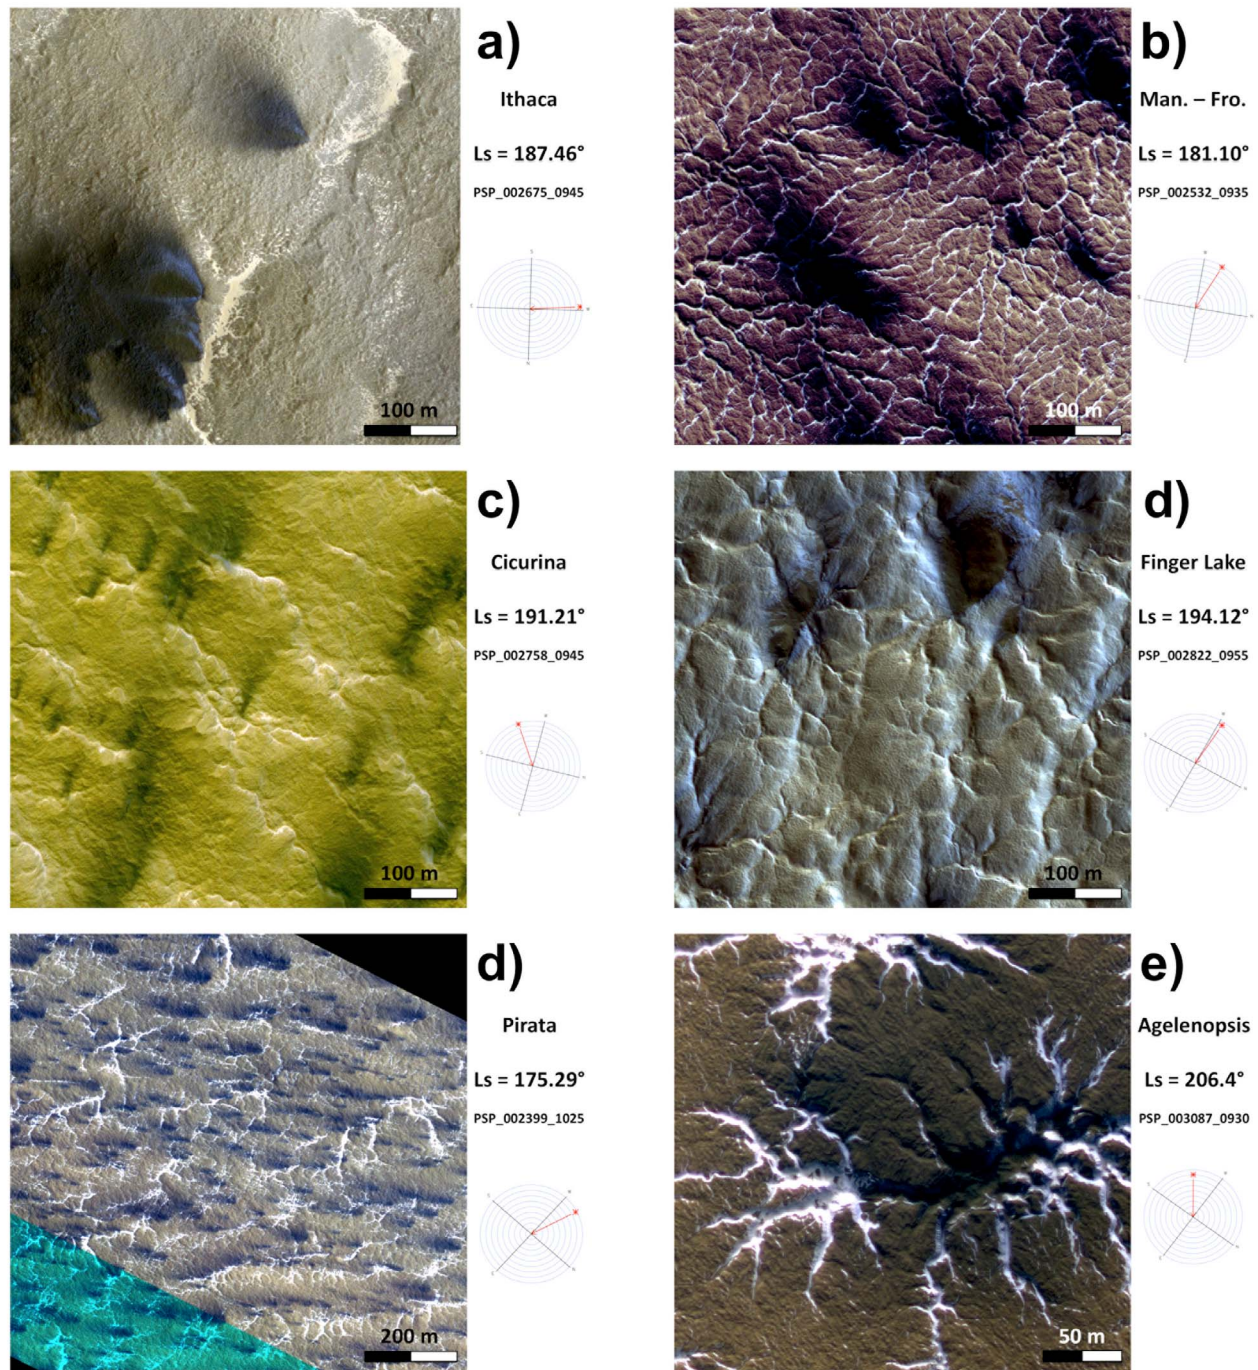 a)
Ithaca
Ls = 187.46°
PSP_002675_0945
100 m
b)
Man. – Fro.
Ls = 181.10°
PSP_002532_0935
100 m
c)
Cicurina
Ls = 191.21°
PSP_002758_0945
100 m
d)
Finger Lake
Ls = 194.12°
PSP_002822_0955
100 m
d)
Pirata
Ls = 175.29°
PSP_002399_1025
200 m
e)
Agelenopsis
Ls = 206.4°
PSP_003087_0930
50 m